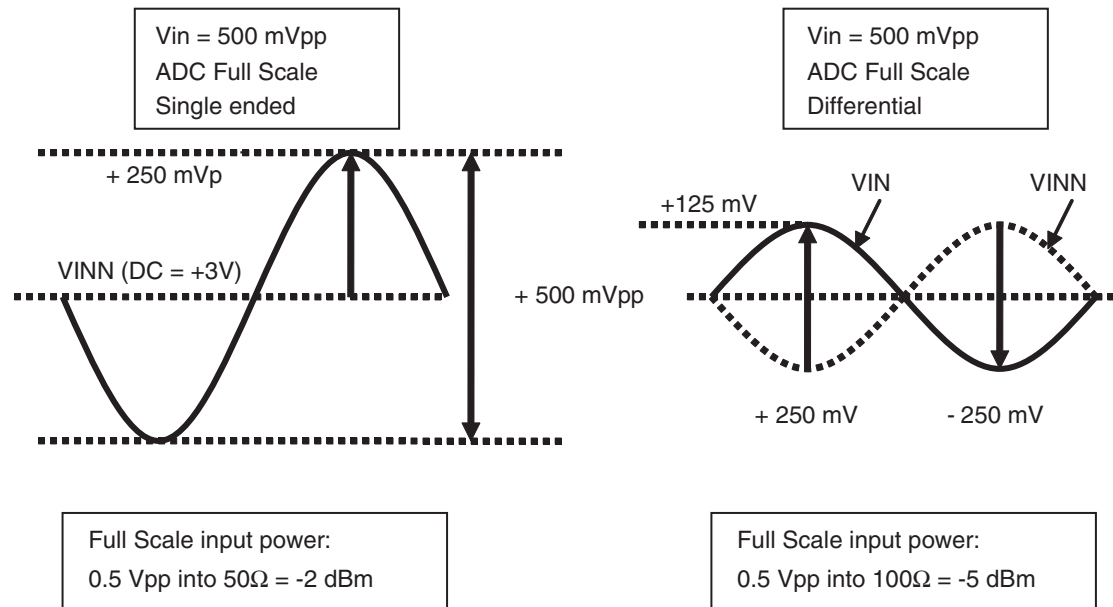 Vin = 500 mVpp
ADC Full Scale
Single ended
Vin = 500 mVpp
ADC Full Scale
Differential
+ 250 mVp
VINN (DC = +3V)
+ 500 mVpp
VIN
VINN
+125 mV
+ 250 mV
- 250 mV
Full Scale input power:
0.5 Vpp into 50Ω = -2 dBm
Full Scale input power:
0.5 Vpp into 100Ω = -5 dBm